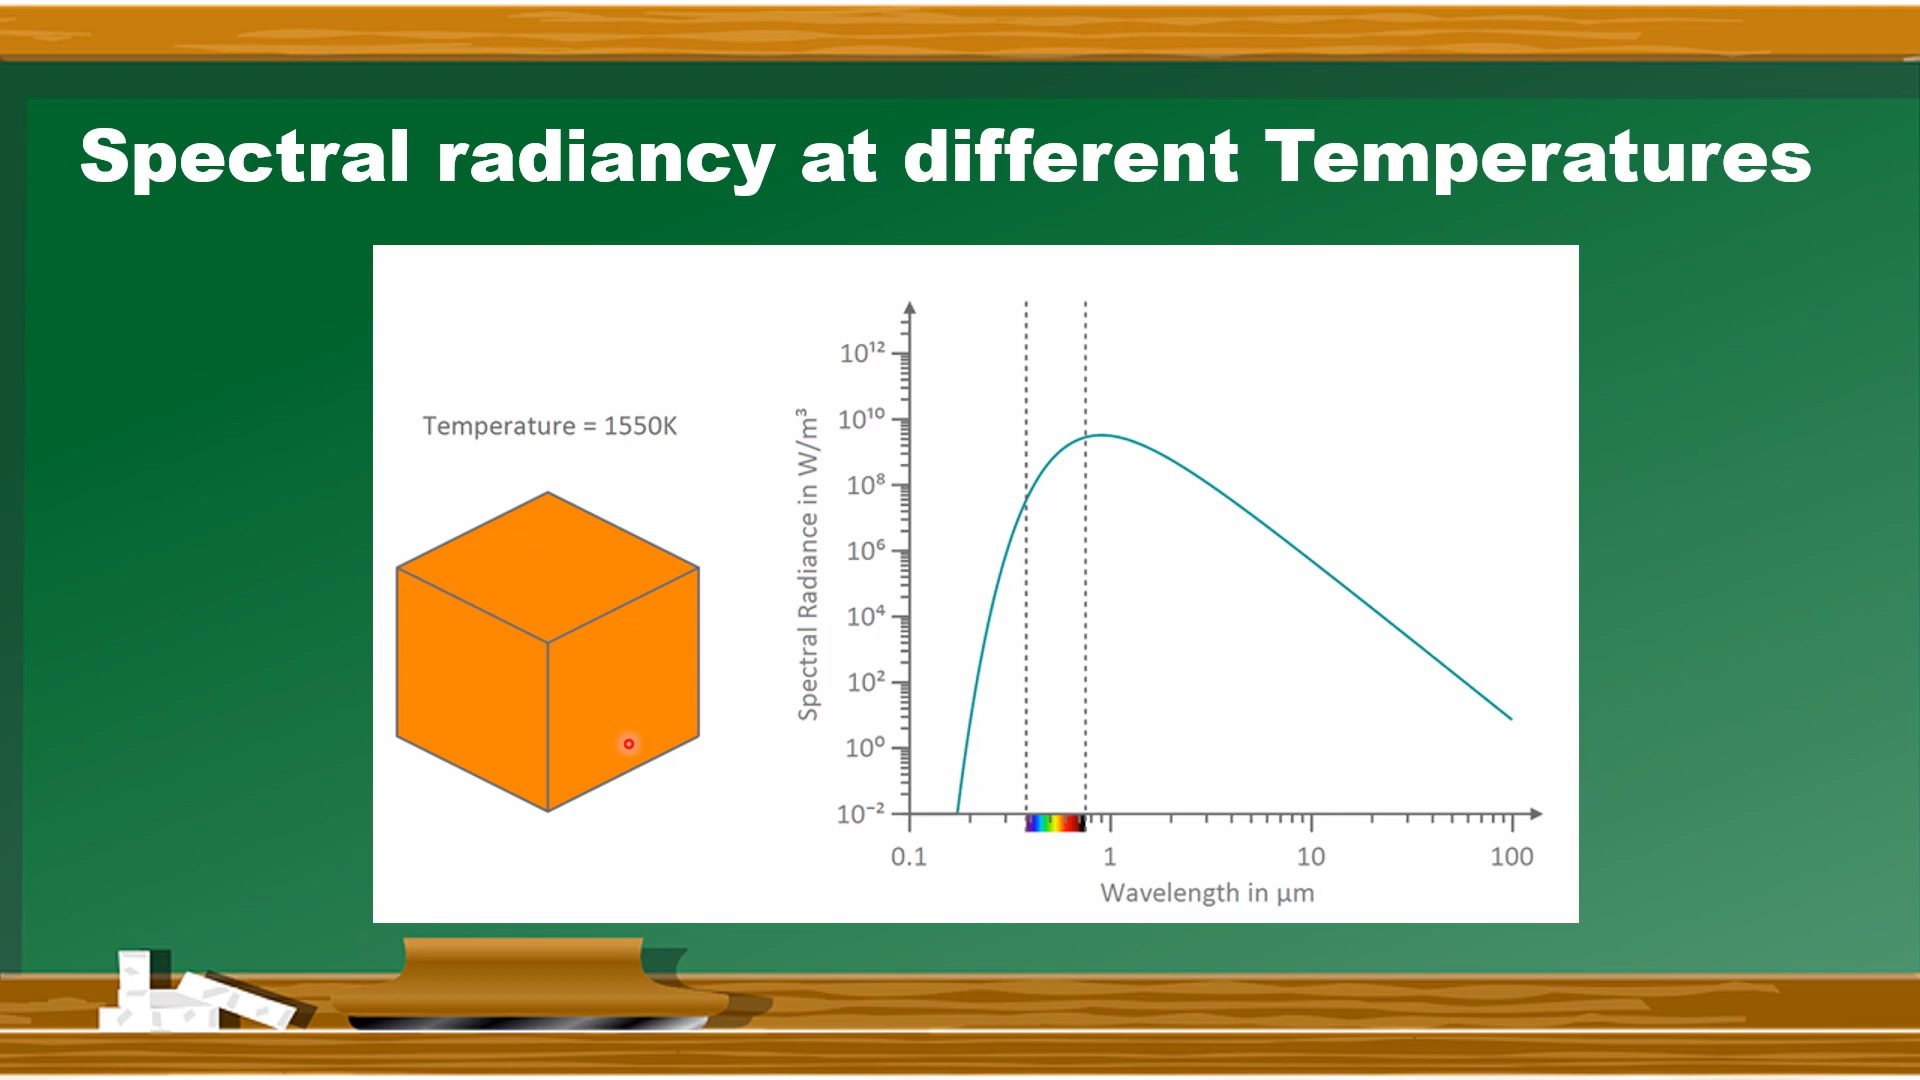 Spectral radiancy at different Temperatures
Temperature = 1550K
Spectral Radiance in W/m³
10¹²
10¹⁰
10⁸
10⁶
10⁴
10²
10⁰
10⁻²
0.1 1 10 100
Wavelength in µm